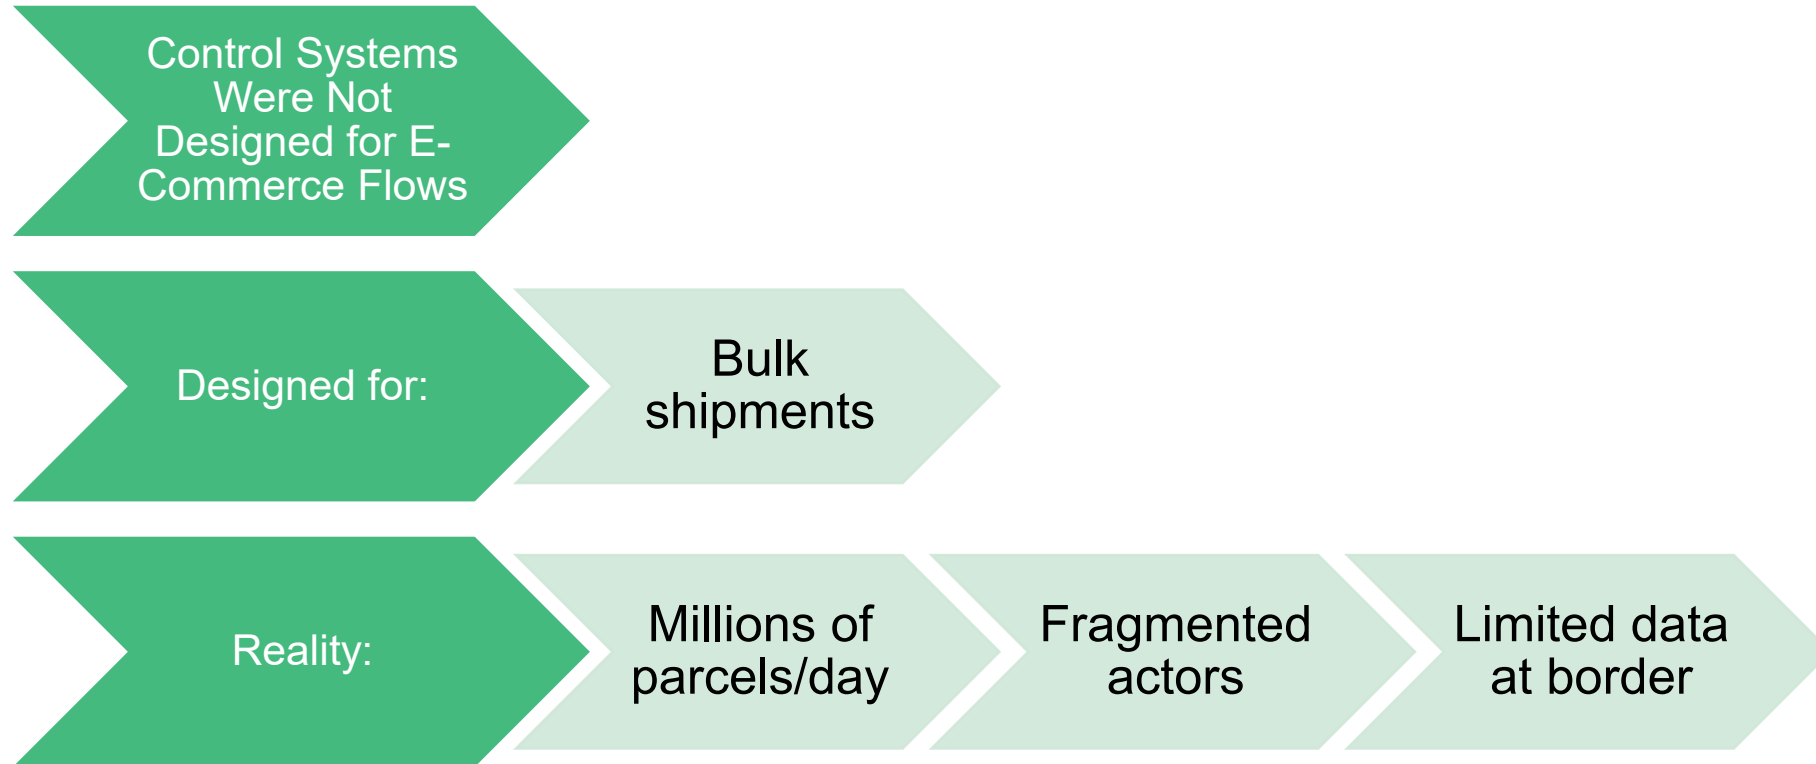 Control Systems
Were Not
Designed for E-
Commerce Flows
Designed for:
Bulk
shipments
Reality:
Millions of
parcels/day
Fragmented
actors
Limited data
at border